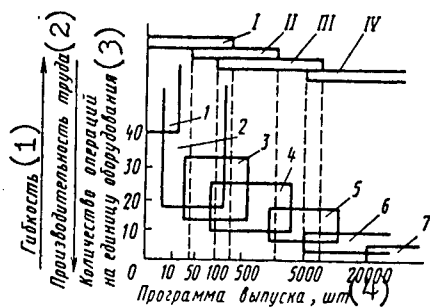 I
II
III
IV
Гибкость (1)
Производительность труда (2)
Количество операций
на единицу оборудования (3)
1
2
3
4
5
6
7
40
30
20
10
0
10 50 100 500 5000 20000
Программа выпуска, шт (4)